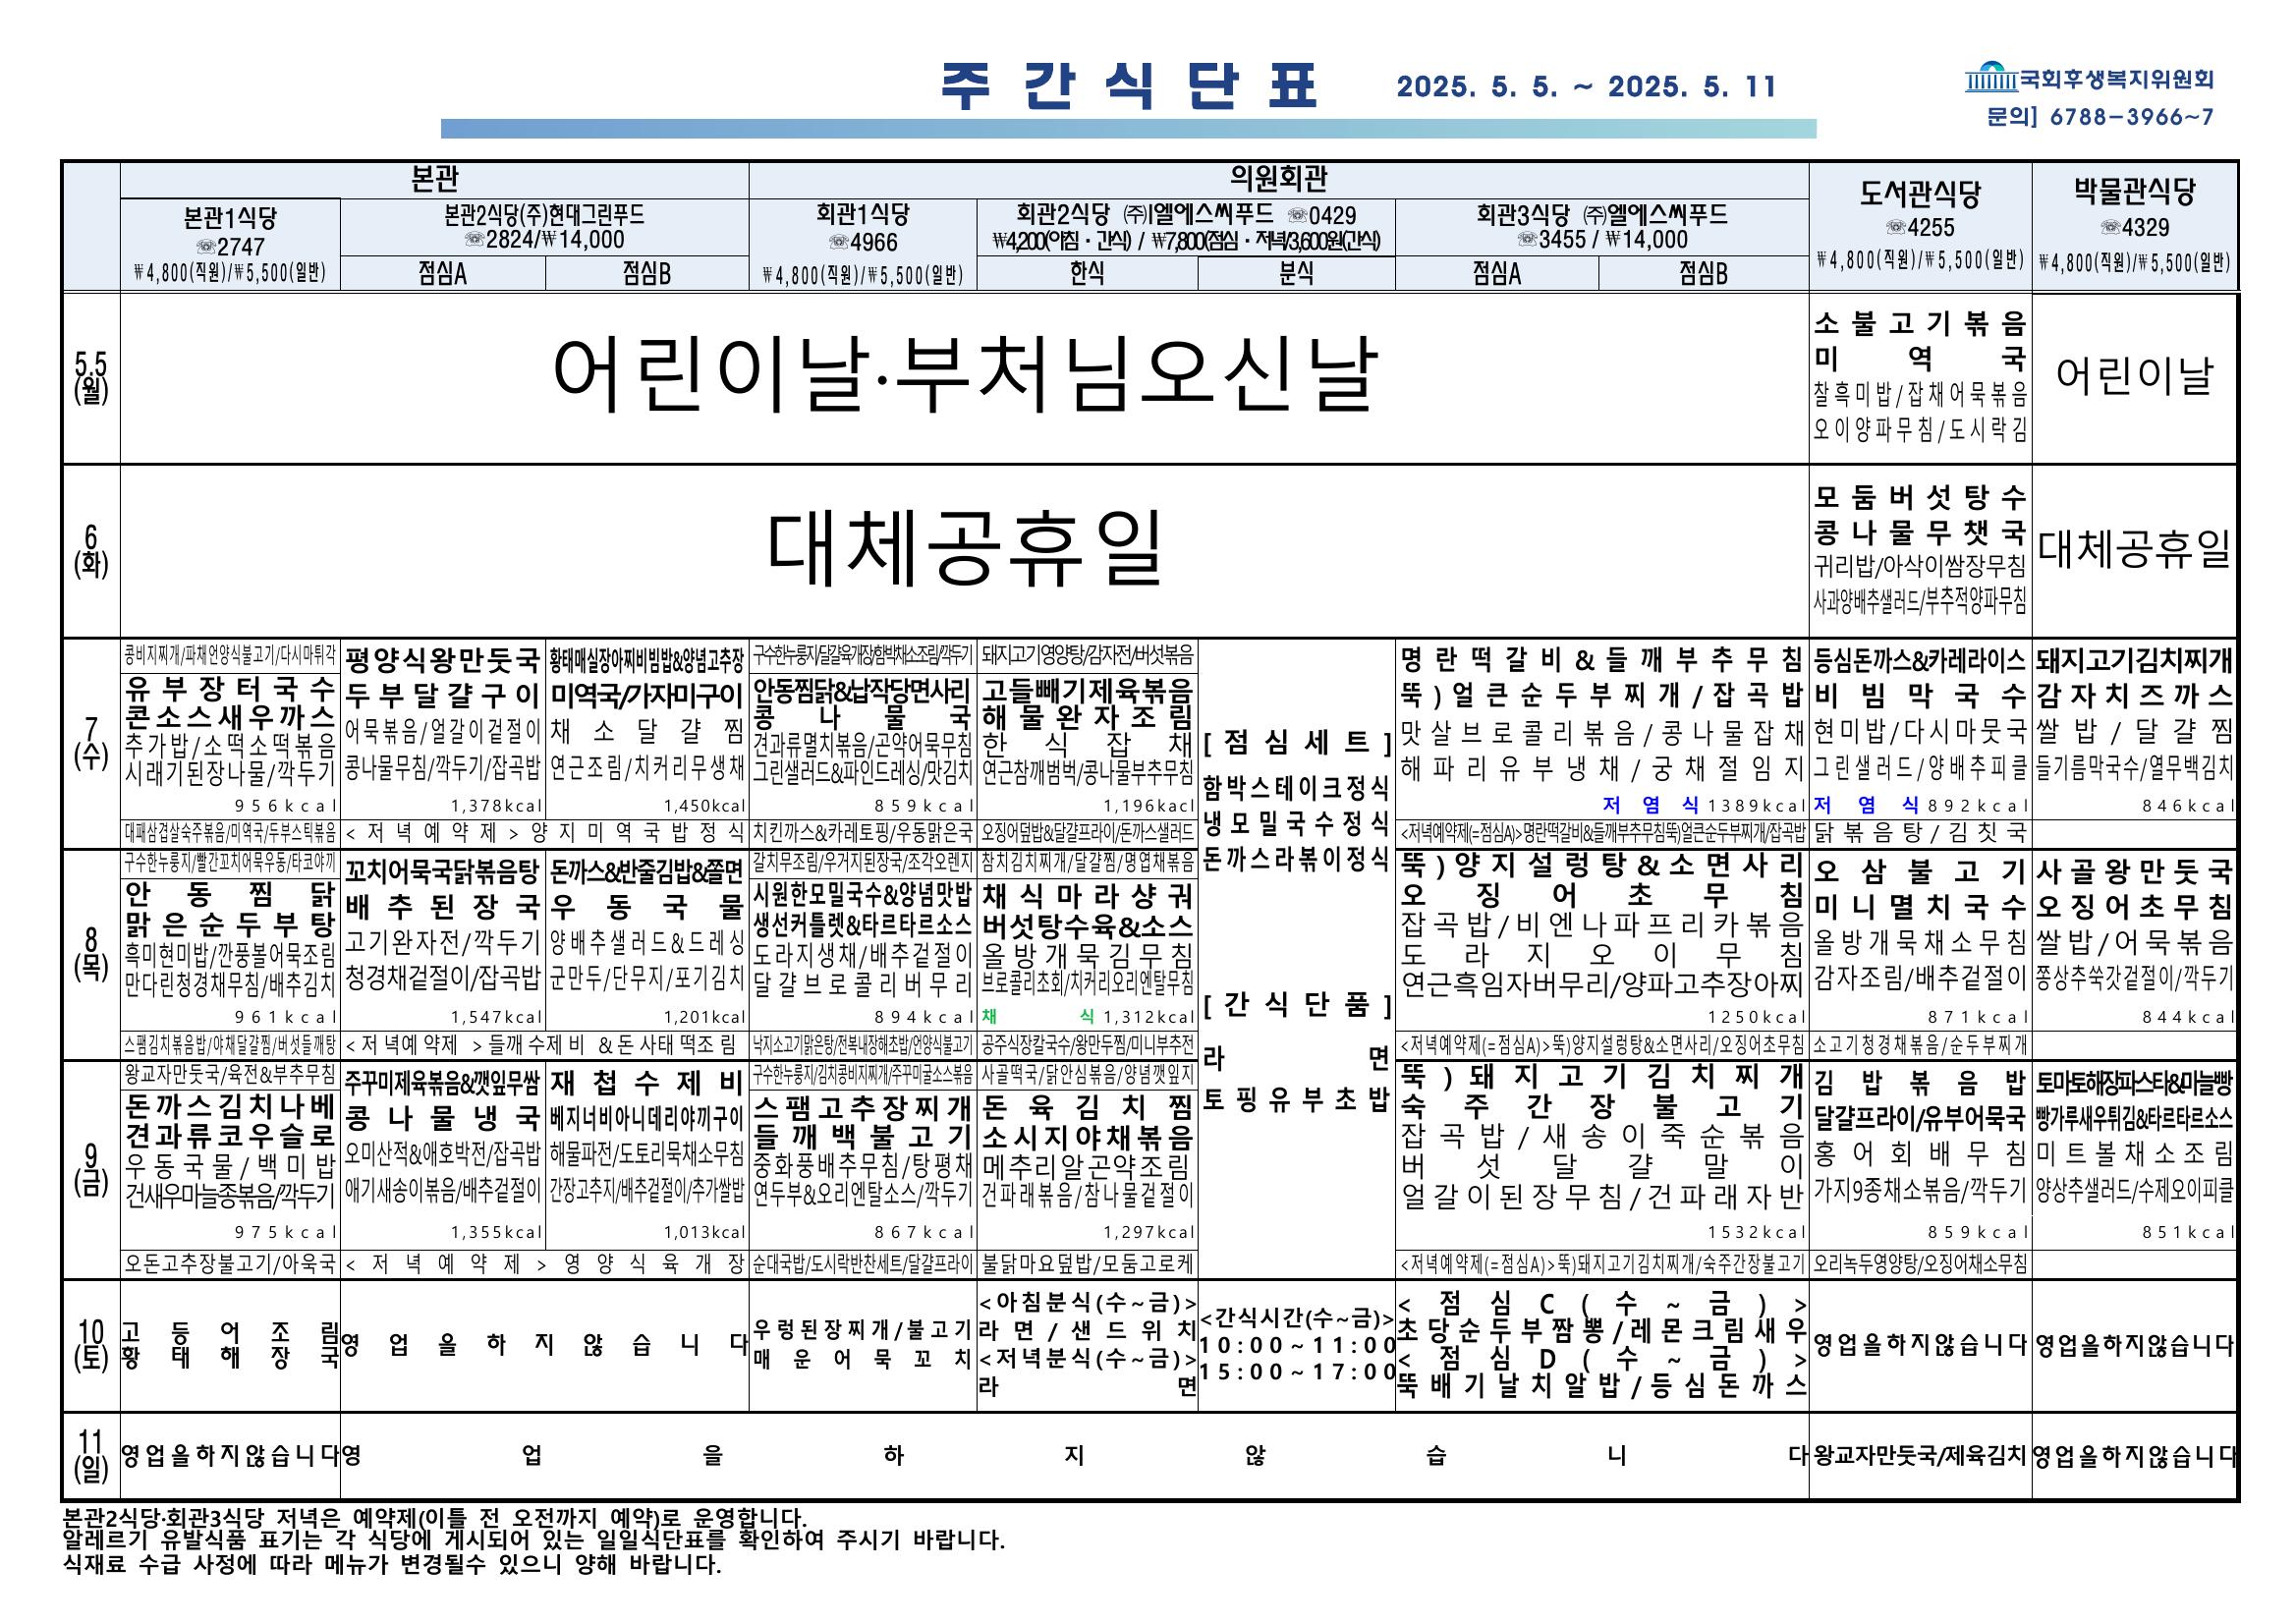 주 간 식 단 표 2025. 5. 5. ~ 2025. 5. 11
국회후생복지위원회
문의] 6788-3966~7
본관 의원회관 도서관식당 박물관식당
본관1식당
☏2747
₩4,800(직원)/₩5,500(일반)
본관2식당(주)현대그린푸드
☏2824/₩14,000
점심A 점심B
회관1식당
☏4966
₩4,800(직원)/₩5,500(일반)
회관2식당 ㈜l엘에스씨푸드 ☏0429
₩4,200(아침ㆍ간식) / ₩7,800(점심ㆍ저녁/3,600원(간식)
한식 분식
회관3식당 ㈜엘에스씨푸드
☏3455 / ₩14,000
점심A 점심B
☏4255
₩4,800(직원)/₩5,500(일반)
☏4329
₩4,800(직원)/₩5,500(일반)
5.5
(월)
어린이날·부처님오신날
소불고기볶음
미역국
찰흑미밥/잡채어묵볶음
오이양파무침/도시락김
어린이날
6
(화)
대체공휴일
모둠버섯탕수
콩나물무챗국
귀리밥/아삭이쌈장무침
사과양배추샐러드/부추적양파무침
대체공휴일
7
(수)
콩비지찌개/파채언양식불고기/다시마튀각
유부장터국수
콘소스새우까스
추가밥/소떡소떡볶음
시래기된장나물/깍두기
956kcal
대패삼겹살숙주볶음/미역국/두부스틱볶음
평양식왕만둣국
두부달걀구이
어묵볶음/얼갈이겉절이
콩나물무침/깍두기/잡곡밥
1,378kcal
황태매실장아찌비빔밥&양념고추장
미역국/가자미구이
채소달걀찜
연근조림/치커리무생채
1,450kcal
<저녁예약제>양지미역국밥정식
구수한누룽지/달걀육개장/함박채소조림/깍두기
안동찜닭&납작당면사리
콩나물국
견과류멸치볶음/곤약어묵무침
그린샐러드&파인드레싱/맛김치
859kcal
치킨까스&카레토핑/우동맑은국
돼지고기영양탕/감자전/버섯볶음
고들빼기제육볶음
해물완자조림
한식잡채
연근참깨범벅/콩나물부추무침
1,196kacl
오징어덮밥&달걀프라이/돈까스샐러드
[점심세트]
함박스테이크정식
냉모밀국수정식
돈까스라볶이정식
[간식단품]
라면
토핑유부초밥
명란떡갈비&들깨부추무침
뚝)얼큰순두부찌개/잡곡밥
맛살브로콜리볶음/콩나물잡채
해파리유부냉채/궁채절임지
저염식 1389kcal
<저녁예약제(=점심A)>명란떡갈비&들깨부추무침뚝)얼큰순두부찌개/잡곡밥
등심돈까스&카레라이스
비빔막국수
현미밥/다시마뭇국
그린샐러드/양배추피클
저염식 892kcal
닭볶음탕/김칫국
돼지고기김치찌개
감자치즈까스
쌀밥/달걀찜
들기름막국수/열무백김치
846kcal
8
(목)
구수한누룽지/빨간꼬치어묵우동/타코야끼
안동찜닭
맑은순두부탕
흑미현미밥/깐풍볼어묵조림
만다린청경채무침/배추김치
961kcal
스팸김치볶음밥/야채달걀찜/버섯들깨탕
꼬치어묵국닭볶음탕
배추된장국
고기완자전/깍두기
청경채겉절이/잡곡밥
1,547kcal
돈까스&반줄김밥&쫄면
우동국물
양배추샐러드&드레싱
군만두/단무지/포기김치
1,201kcal
<저녁예약제 >들깨수제비 &돈사태떡조림
갈치무조림/우거지된장국/조각오렌지
시원한모밀국수&양념맛밥
생선커틀렛&타르타르소스
도라지생채/배추겉절이
달걀브로콜리버무리
894kcal
낙지소고기맑은탕/전복내장해초밥/언양식불고기
참치김치찌개/달걀찜/명엽채볶음
채식마라샹궈
버섯탕수육&소스
올방개묵김무침
브로콜리초회/치커리오리엔탈무침
채식 1,312kcal
공주식장칼국수/왕만두찜/미니부추전
뚝)양지설렁탕&소면사리
오징어초무침
잡곡밥/비엔나파프리카볶음
도라지오이무침
연근흑임자버무리/양파고추장아찌
1250kcal
<저녁예약제(=점심A)>뚝)양지설렁탕&소면사리/오징어초무침
오삼불고기
미니멸치국수
올방개묵채소무침
감자조림/배추겉절이
871kcal
소고기청경채볶음/순두부찌개
사골왕만둣국
오징어초무침
쌀밥/어묵볶음
쫑상추쑥갓겉절이/깍두기
844kcal
9
(금)
왕교자만둣국/육전&부추무침
돈까스김치나베
견과류코우슬로
우동국물/백미밥
건새우마늘종볶음/깍두기
975kcal
오돈고추장불고기/아욱국
주꾸미제육볶음&깻잎무쌈
콩나물냉국
오미산적&애호박전/잡곡밥
애기새송이볶음/배추겉절이
1,355kcal
재첩수제비
베지너비아니데리야끼구이
해물파전/도토리묵채소무침
간장고추지/배추겉절이/추가쌀밥
1,013kcal
<저녁예약제>영양식육개장
구수한누룽지/김치콩비지찌개/주꾸미굴소스볶음
스팸고추장찌개
들깨백불고기
중화풍배추무침/탕평채
연두부&오리엔탈소스/깍두기
867kcal
순대국밥/도시락반찬세트/달걀프라이
사골떡국/닭안심볶음/양념깻잎지
돈육김치찜
소시지야채볶음
메추리알곤약조림
건파래볶음/참나물겉절이
1,297kcal
불닭마요덮밥/모둠고로케
뚝)돼지고기김치찌개
숙주간장불고기
잡곡밥/새송이죽순볶음
버섯달걀말이
얼갈이된장무침/건파래자반
1532kcal
<저녁예약제(=점심A)>뚝)돼지고기김치찌개/숙주간장불고기
김밥볶음밥
달걀프라이/유부어묵국
홍어회배무침
가지9종채소볶음/깍두기
859kcal
오리녹두영양탕/오징어채소무침
토마토해장파스타&마늘빵
빵가루새우튀김&타르타르소스
미트볼채소조림
양상추샐러드/수제오이피클
851kcal
10
(토)
고등어조림
황태해장국
영업을하지않습니다
우렁된장찌개/불고기
매운어묵꼬치
<아침분식(수~금)>
라면/샌드위치
<저녁분식(수~금)>
라면
<간식시간(수~금)>
10:00~11:00
15:00~17:00
<점심C(수~금)>
초당순두부짬뽕/레몬크림새우
<점심D(수~금)>
뚝배기날치알밥/등심돈까스
영업을하지않습니다
영업을하지않습니다
11
(일)
영업을하지않습니다
영업을하지않습니다
왕교자만둣국/제육김치
영업을하지않습니다
본관2식당·회관3식당 저녁은 예약제(이틀 전 오전까지 예약)로 운영합니다.
알레르기 유발식품 표기는 각 식당에 게시되어 있는 일일식단표를 확인하여 주시기 바랍니다.
식재료 수급 사정에 따라 메뉴가 변경될수 있으니 양해 바랍니다.